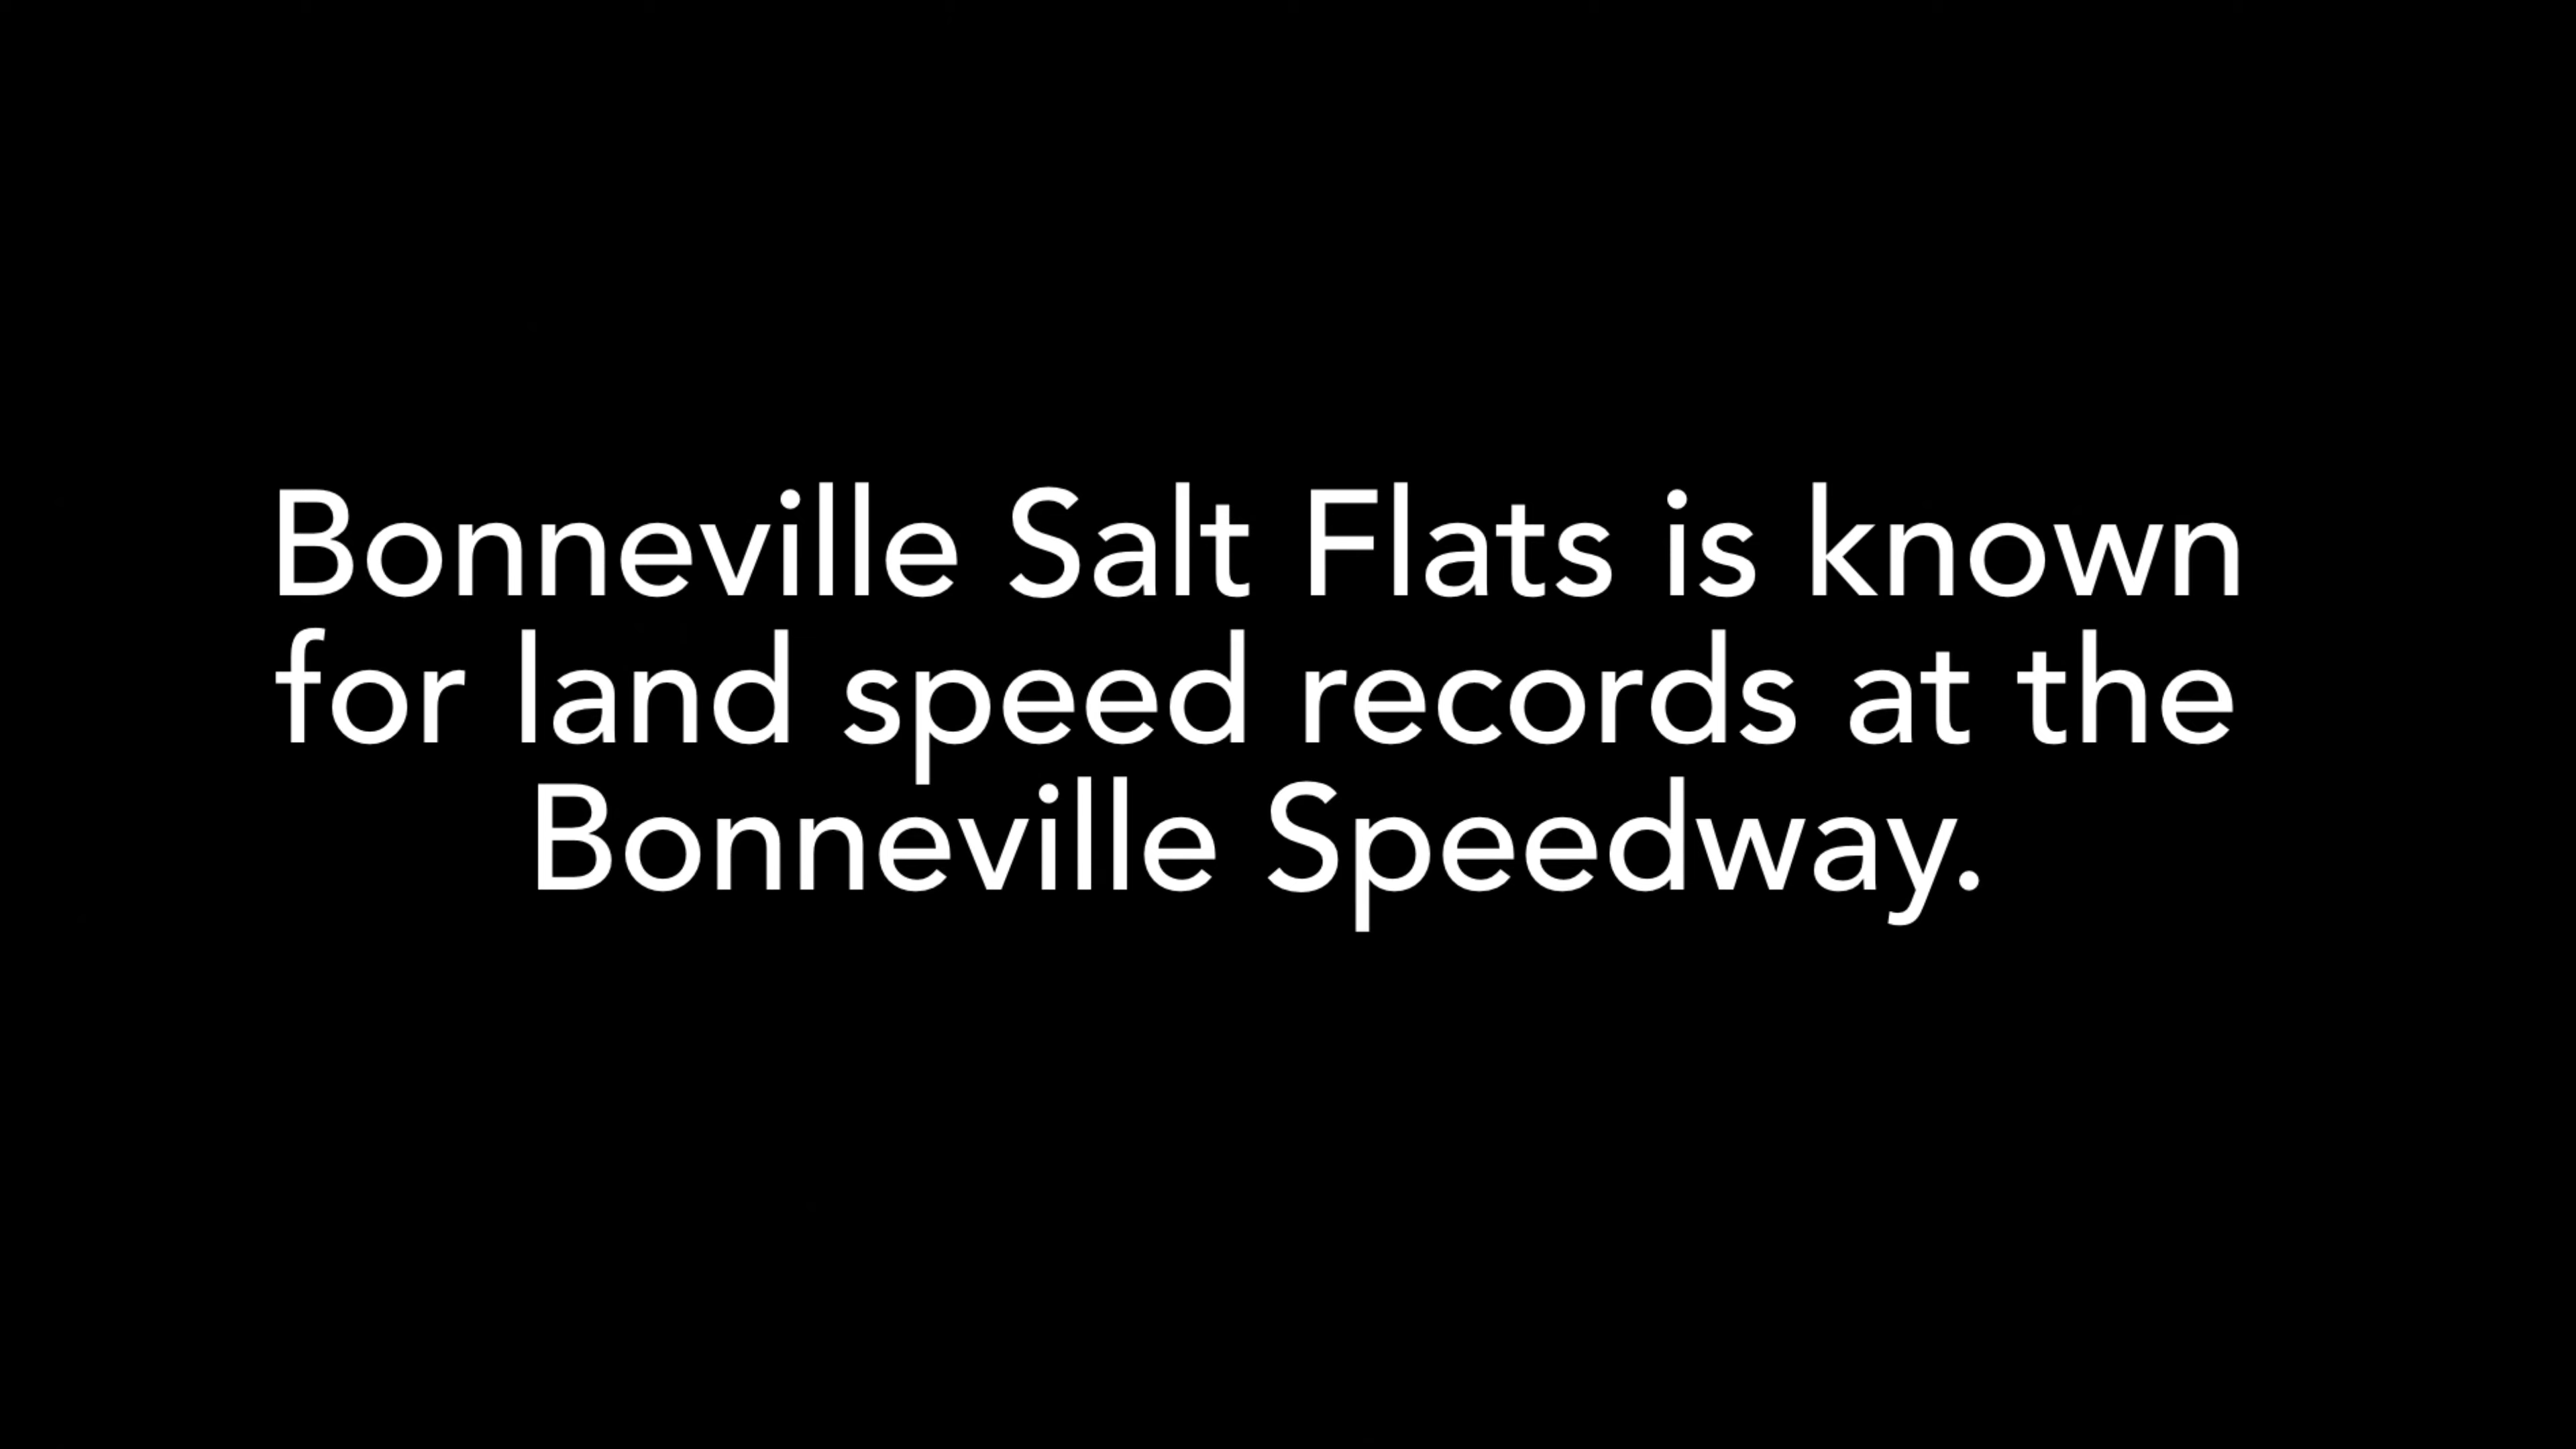 Bonneville Salt Flats is known
for land speed records at the
Bonneville Speedway.